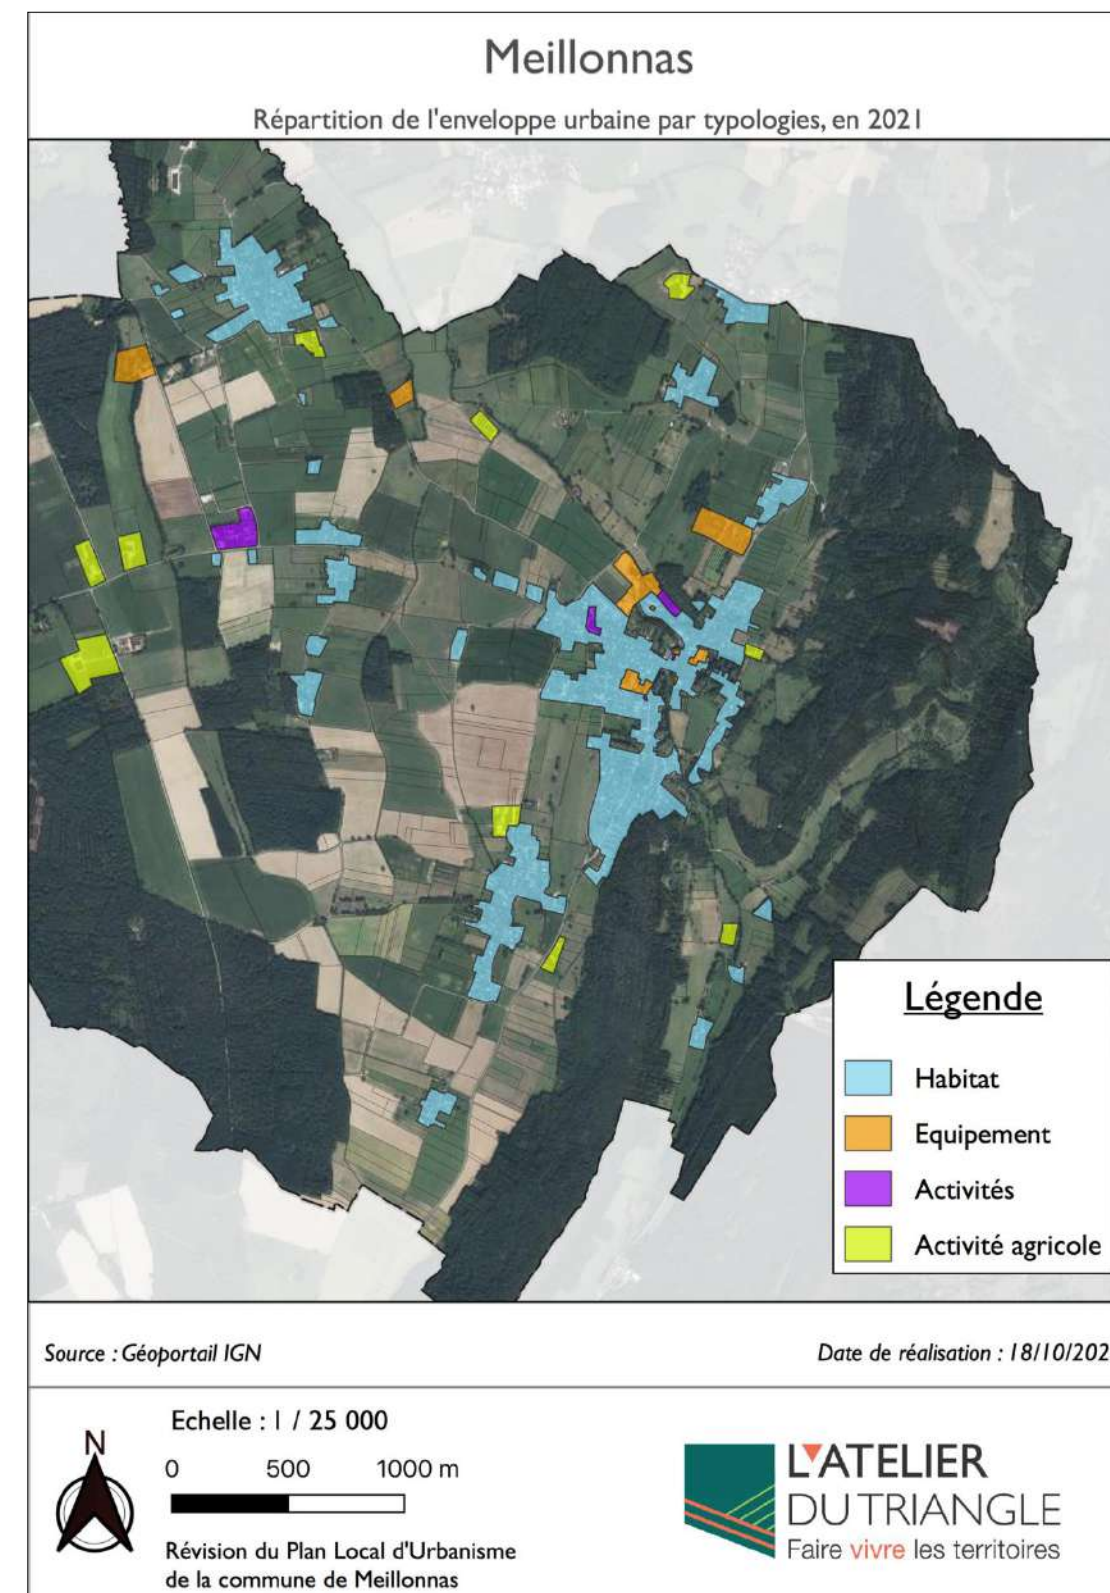 Meillonnas
Répartition de l'enveloppe urbaine par typologies, en 2021
Légende
Habitat
Equipement
Activités
Activité agricole
Source : Géoportail IGN
Date de réalisation : 18/10/202
N
Echelle : 1 / 25 000
0 500 1000 m
Révision du Plan Local d'Urbanisme
de la commune de Meillonnas
L'ATELIER
DU TRIANGLE
Faire vivre les territoires